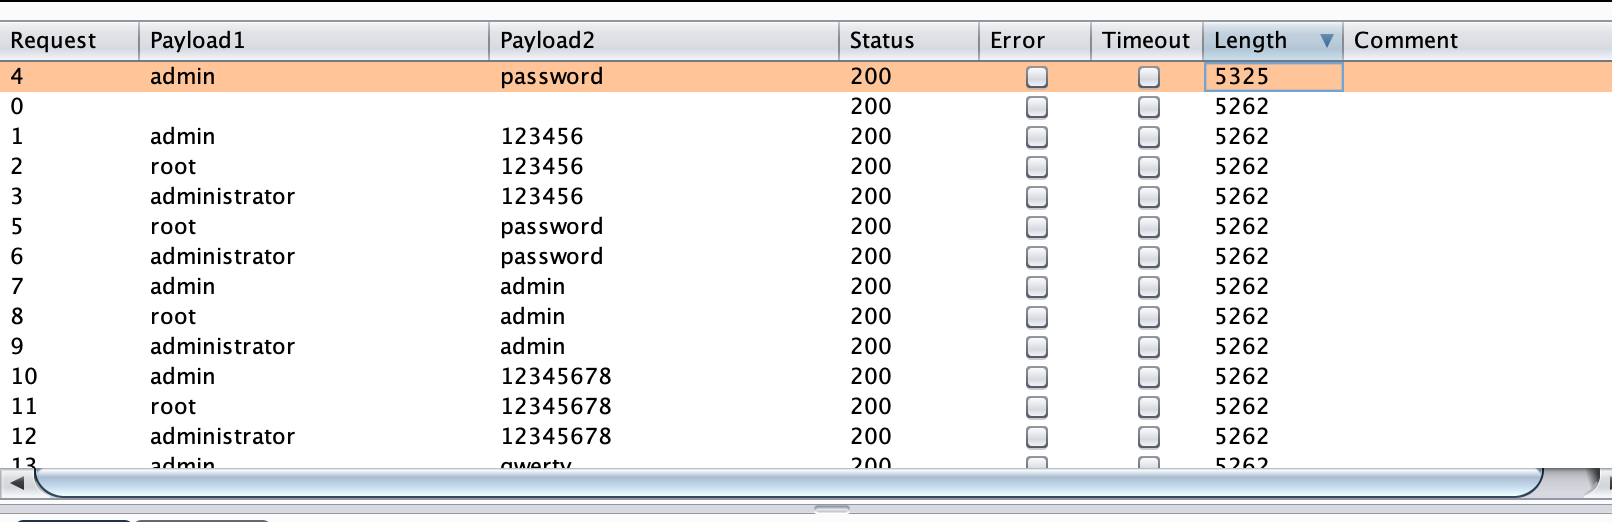 Request Payload1 Payload2 Status Error Timeout Length Comment
4 admin password 200 5325
0 200 5262
1 admin 123456 200 5262
2 root 123456 200 5262
3 administrator 123456 200 5262
5 root password 200 5262
6 administrator password 200 5262
7 admin admin 200 5262
8 root admin 200 5262
9 administrator admin 200 5262
10 admin 12345678 200 5262
11 root 12345678 200 5262
12 administrator 12345678 200 5262
13 admin qwerty 200 5262